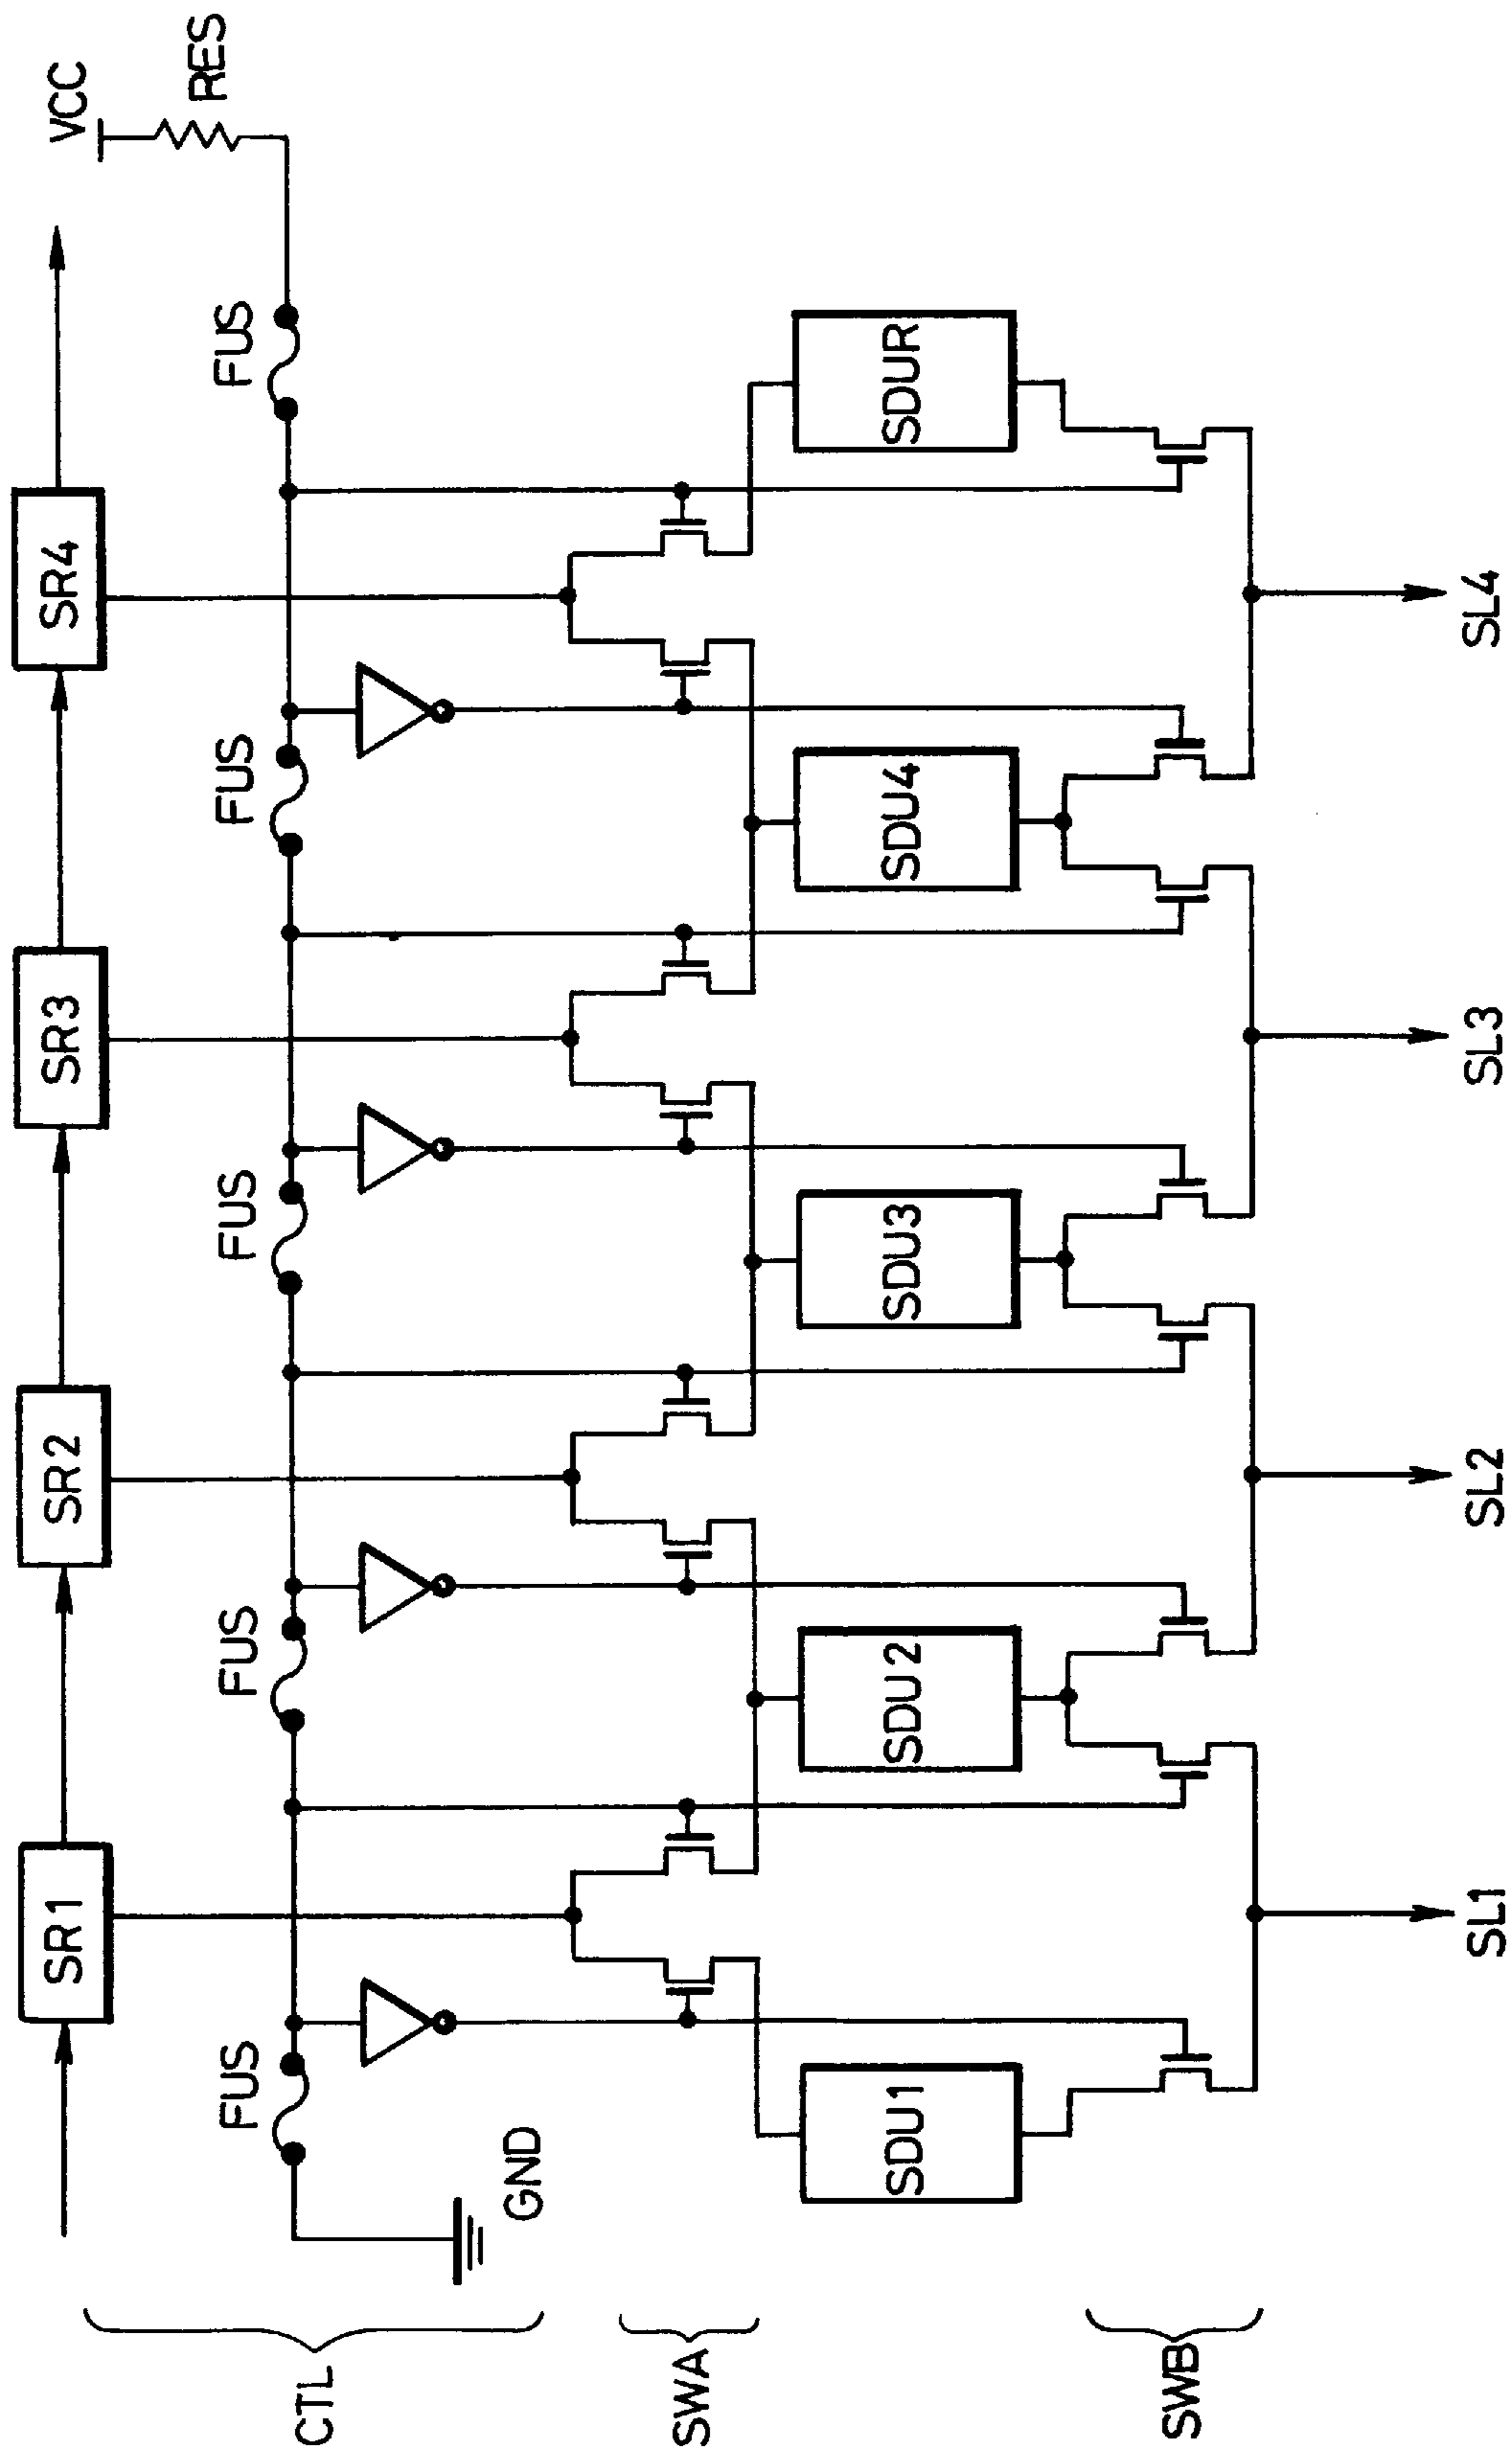 SR1
SR2
SR3
SR4
VCC
RES
CTL
FUS
FUS
FUS
FUS
FUS
GND
SWA
SDU1
SDU2
SDU3
SDU4
SDUR
SWB
SL1
SL2
SL3
SL4